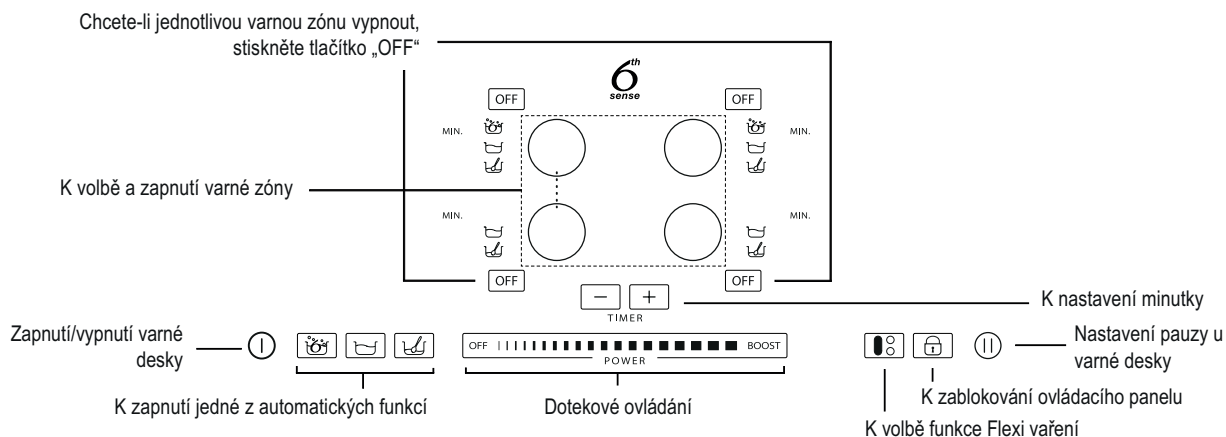 Chcete-li jednotlivou varnou zónu vypnout,
stiskněte tlačítko „OFF“
6th
sense
OFF
OFF
MIN.
MIN.
K volbě a zapnutí varné zóny
MIN.
MIN.
OFF
OFF
− +
TIMER
K nastavení minutky
Zapnutí/vypnutí varné
desky
OFF
BOOST
POWER
Nastavení pauzy u
varné desky
K zapnutí jedné z automatických funkcí
Dotekové ovládání
K zablokování ovládacího panelu
K volbě funkce Flexi vaření